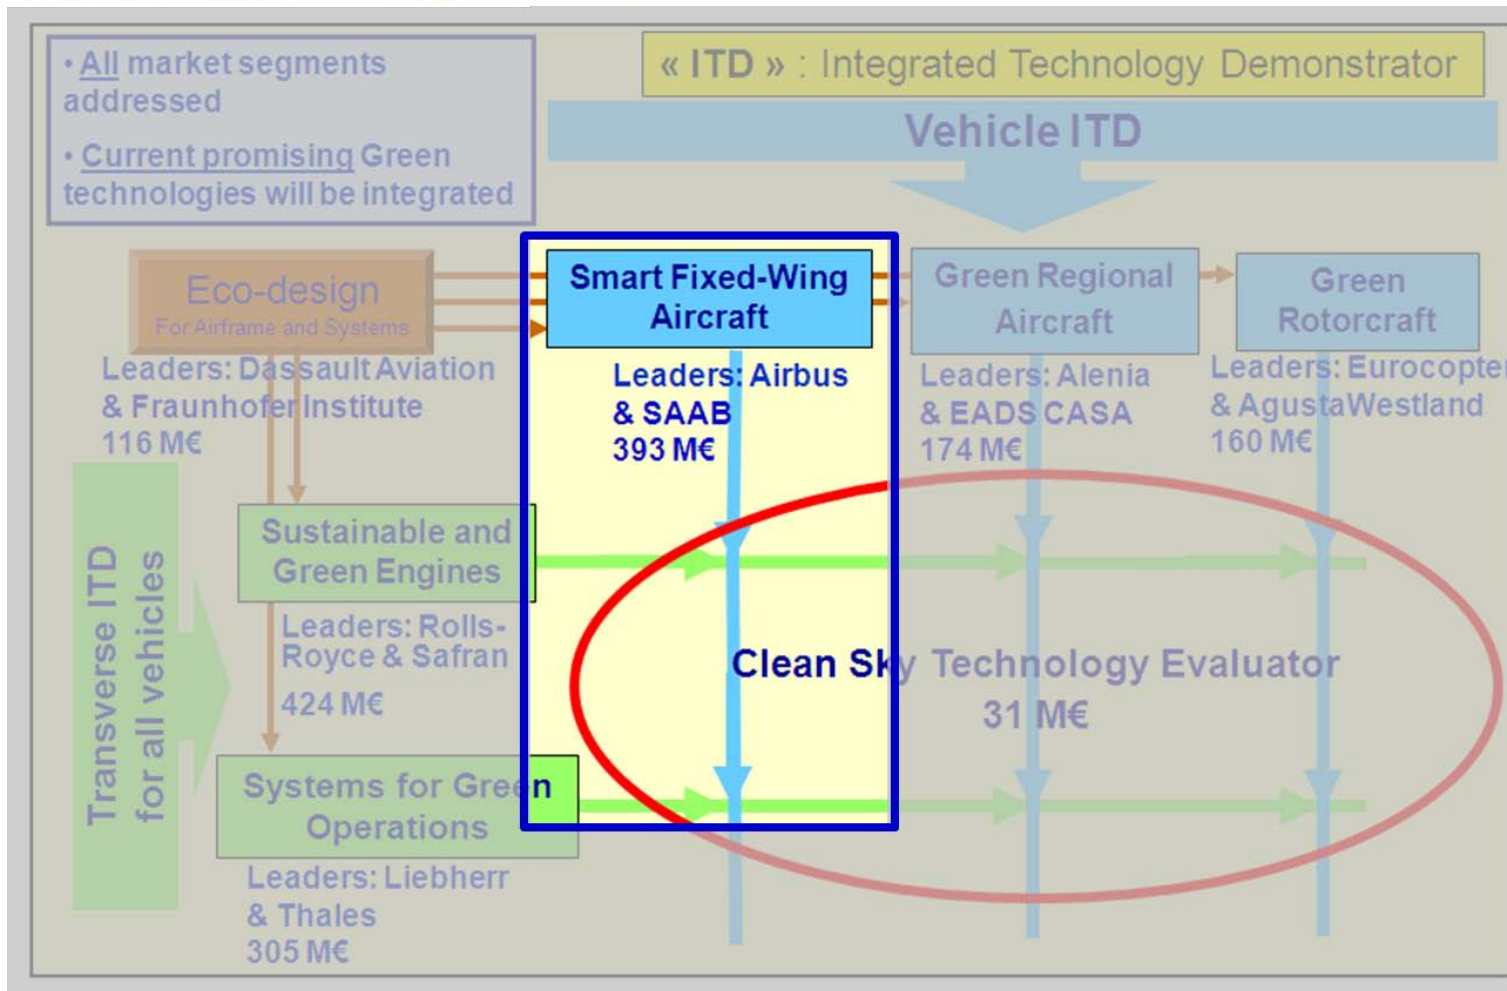 • All market segments
addressed
• Current promising Green
technologies will be integrated
« ITD » : Integrated Technology Demonstrator
Vehicle ITD
Eco-design
For Airframe and Systems
Leaders: Dassault Aviation
& Fraunhofer Institute
116 M€
Smart Fixed-Wing
Aircraft
Leaders: Airbus
& SAAB
393 M€
Green Regional
Aircraft
Leaders: Alenia
& EADS CASA
174 M€
Green
Rotorcraft
Leaders: Eurocopter
& AgustaWestland
160 M€
Transverse ITD
for all vehicles
Sustainable and
Green Engines
Leaders: Rolls-
Royce & Safran
424 M€
Clean Sky Technology Evaluator
31 M€
Systems for Green
Operations
Leaders: Liebherr
& Thales
305 M€